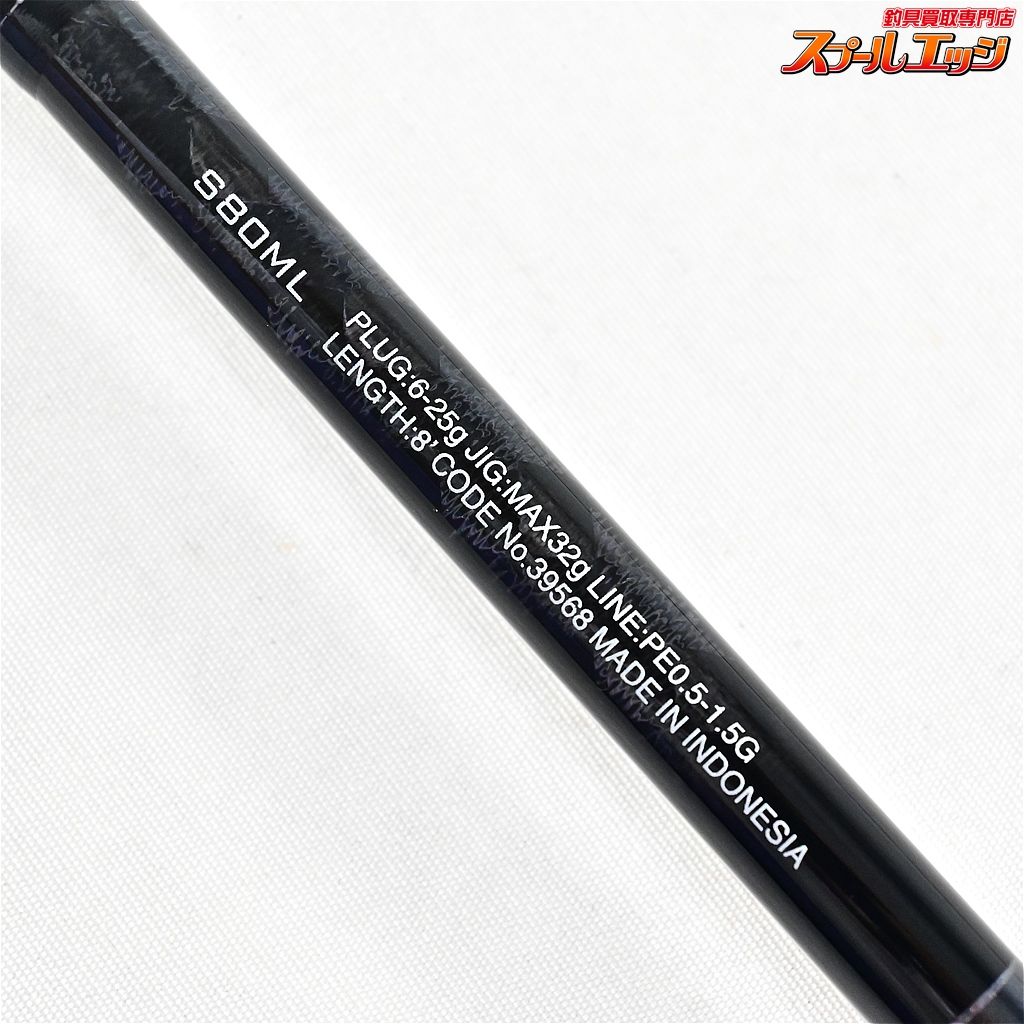 釣具買取専門店
スプールエッジ
S80ML
PLUG:6-25g JIG:MAX32g LINE:PE0.5-1.5G
LENGTH:8' CODE No.39568 MADE IN INDONESIA